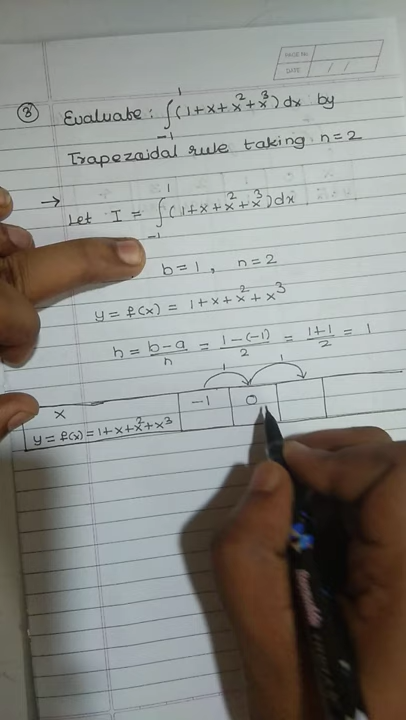 PAGE NO.
DATE / /
⑧ Evaluate: ∫₋₁¹ (1+x+x²+x³) dx by
Trapezoidal rule taking n=2
→ Let I = ∫₋₁¹ (1+x+x²+x³) dx
b=1, n=2
y = f(x) = 1+x+x²+x³
h = b-a/n = 1-(-1)/2 = 1+1/2 = 1
1 1
x -1 0
y = f(x) = 1+x+x²+x³